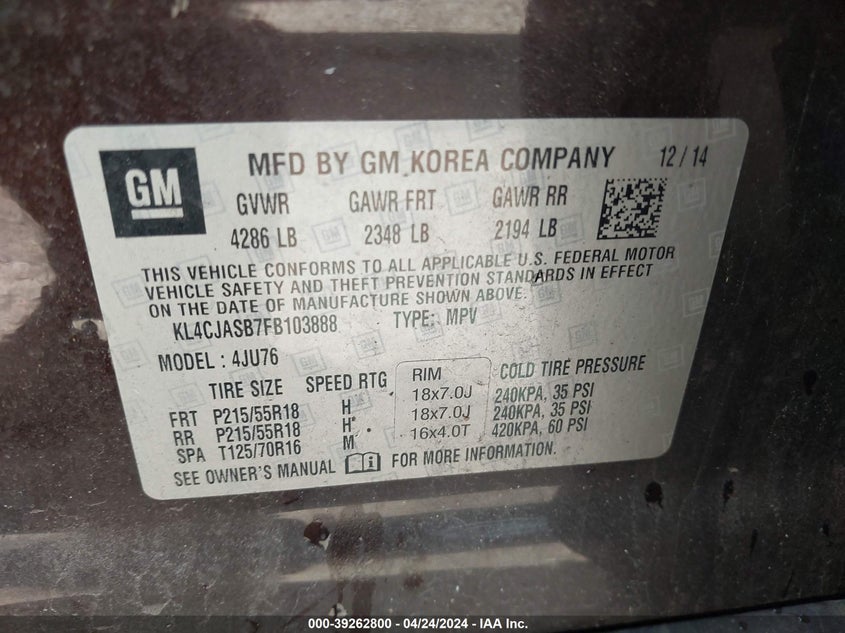 GM
MFD BY GM KOREA COMPANY 12/14
GVWR GAWR FRT GAWR RR
4286 LB 2348 LB 2194 LB
THIS VEHICLE CONFORMS TO ALL APPLICABLE U.S. FEDERAL MOTOR
VEHICLE SAFETY AND THEFT PREVENTION STANDARDS IN EFFECT
ON THE DATE OF MANUFACTURE SHOWN ABOVE.
KL4CJASB7FB103888 TYPE: MPV
MODEL: 4JU76
TIRE SIZE SPEED RTG RIM COLD TIRE PRESSURE
FRT P215/55R18 H 18x7.0J 240KPA, 35 PSI
RR P215/55R18 H 18x7.0J 240KPA, 35 PSI
SPA T125/70R16 M 16x4.0T 420KPA, 60 PSI
SEE OWNER'S MANUAL FOR MORE INFORMATION.
000-39262800 - 04/24/2024 - IAA Inc.